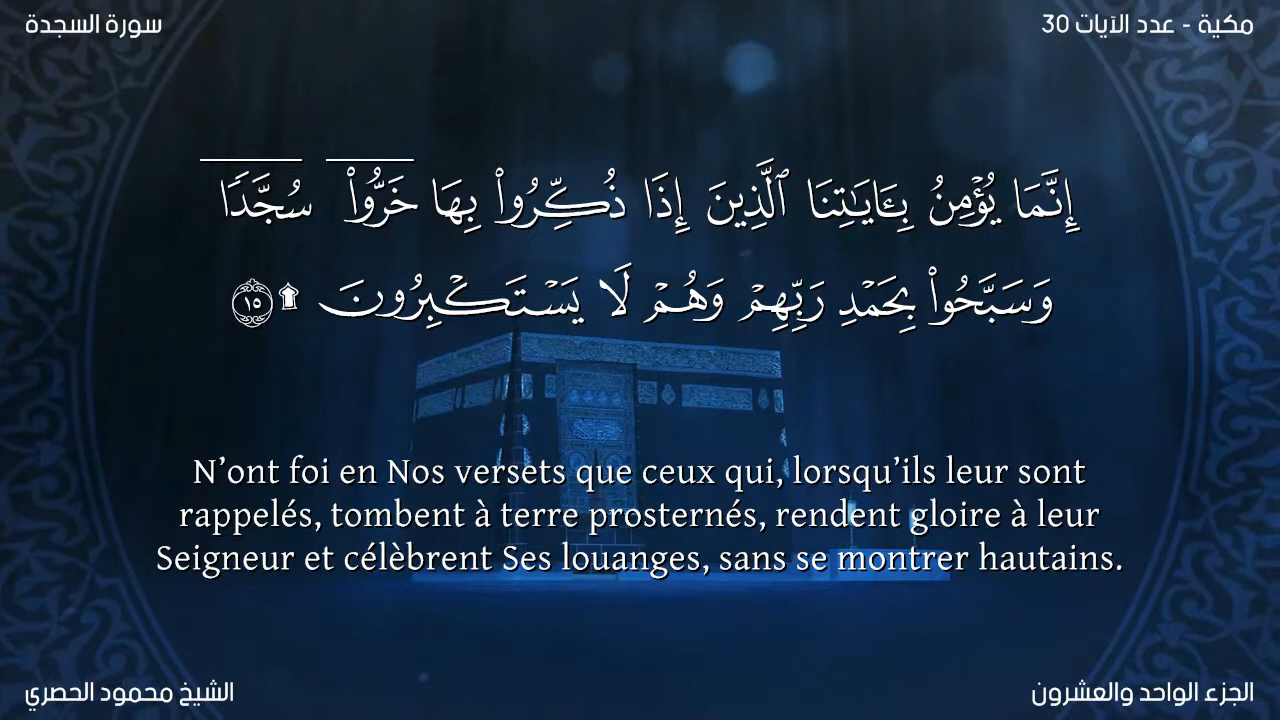 سورة السجدة
مكية - عدد الآيات 30
إِنَّمَا يُؤْمِنُ بِـَٔايَـٰتِنَا ٱلَّذِينَ إِذَا ذُكِّرُوا۟ بِهَا خَرُّوا۟ سُجَّدًۭا
وَسَبَّحُوا۟ بِحَمْدِ رَبِّهِمْ وَهُمْ لَا يَسْتَكْبِرُونَ ۩ ١٥
N’ont foi en Nos versets que ceux qui, lorsqu’ils leur sont
rappelés, tombent à terre prosternés, rendent gloire à leur
Seigneur et célèbrent Ses louanges, sans se montrer hautains.
الشيخ محمود الحصري
الجزء الواحد والعشرون